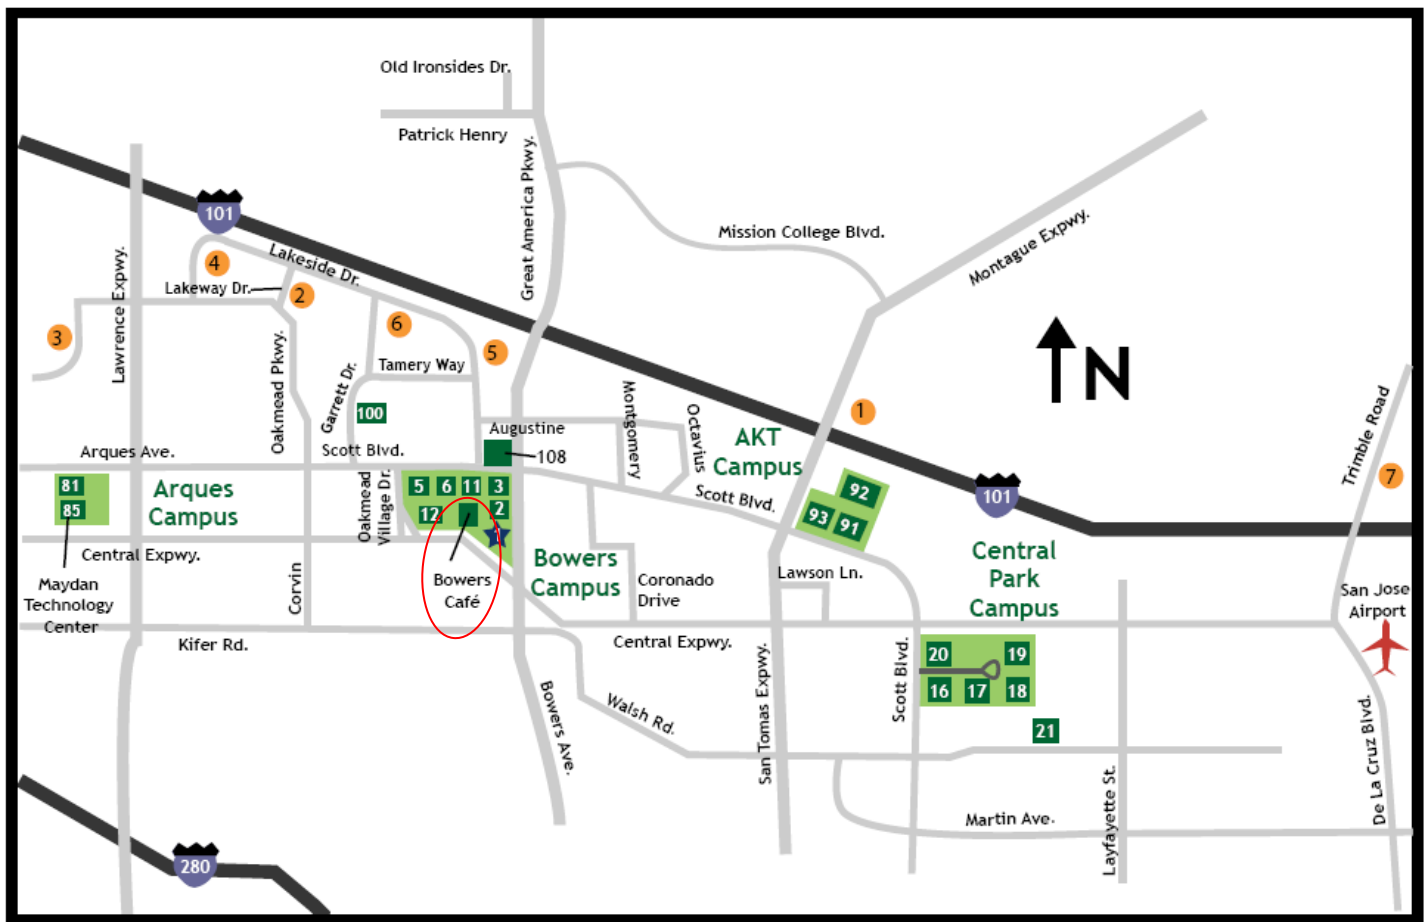 Old Ironsides Dr.
Patrick Henry
Great America Pkwy.
101
Mission College Blvd.
Montague Expwy.
Lawrence Expwy.
4
Lakeside Dr.
Lakeway Dr.
2
3
6
5
Tamery Way
Oakmead Pkwy.
Garrett Dr.
100
N
1
Trimble Road
7
Montgomery
Octavius
Augustine
108
Scott Blvd.
Arques Ave.
AKT
Campus
81
85
Arques
Campus
Oakmead
Village Dr.
5
6
11
3
12
2
Scott Blvd.
92
93
91
101
Central Expwy.
Bowers
Campus
Bowers
Café
Corvin
Maydan
Technology
Center
Coronado
Drive
Lawson Ln.
Central
Park
Campus
San Jose
Airport
Kifer Rd.
Central Expwy.
20
19
16
17
18
21
Scott Blvd.
San Tomas Expwy.
Walsh Rd.
Bowers Ave.
De La Cruz Blvd.
Layfayette St.
Martin Ave.
280